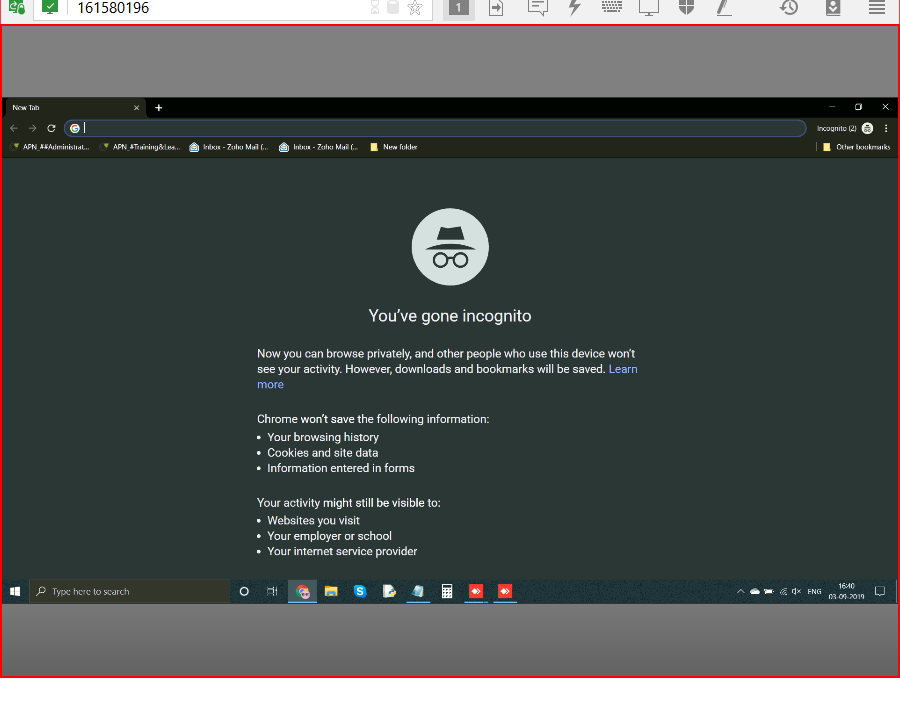 161580196
1
New Tab
Incognito (2)
APN_##Administrat... APN_#Training&Lea... Inbox - Zoho Mail (... Inbox - Zoho Mail (... New folder Other bookmarks
You've gone incognito
Now you can browse privately, and other people who use this device won't
see your activity. However, downloads and bookmarks will be saved. Learn
more
Chrome won't save the following information:
• Your browsing history
• Cookies and site data
• Information entered in forms
Your activity might still be visible to:
• Websites you visit
• Your employer or school
• Your internet service provider
Type here to search
ENG
16:40
03-09-2019